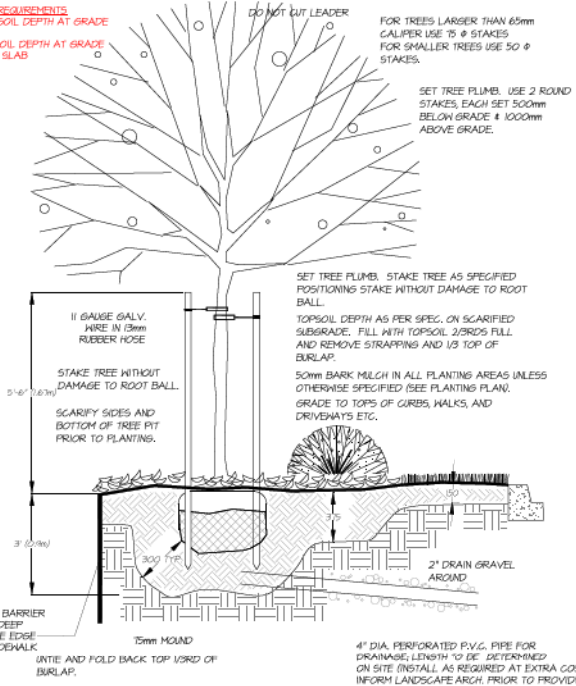 REQUIREMENTS
SOIL DEPTH AT GRADE
OIL DEPTH AT GRADE
SLAB
DO NOT CUT LEADER
FOR TREES LARGER THAN 65mm
CALIPER USE 75 Φ STAKES
FOR SMALLER TREES USE 50 Φ
STAKES.
SET TREE PLUMB. USE 2 ROUND
STAKES, EACH SET 500mm
BELOW GRADE & 1000mm
ABOVE GRADE.
SET TREE PLUMB. STAKE TREE AS SPECIFIED
POSITIONING STAKE WITHOUT DAMAGE TO ROOT
BALL.
TOPSOIL DEPTH AS PER SPEC. ON SCARIFIED
SUBGRADE. FILL WITH TOPSOIL 2/3RDS FULL
AND REMOVE STRAPPING AND 1/3 TOP OF
BURLAP.
50mm BARK MULCH IN ALL PLANTING AREAS UNLESS
OTHERWISE SPECIFIED (SEE PLANTING PLAN).
GRADE TO TOPS OF CURBS, WALKS, AND
DRIVEWAYS ETC.
11 GAUGE GALV.
WIRE IN 13mm
RUBBER HOSE
STAKE TREE WITHOUT
DAMAGE TO ROOT BALL.
5'-6" (1.67m)
SCARIFY SIDES AND
BOTTOM OF TREE PIT
PRIOR TO PLANTING.
150
375
3' (0.9m)
300 TYP
2" DRAIN GRAVEL
AROUND
BARRIER
DEEP
E EDGE
DEWALK
75mm MOUND
UNTIE AND FOLD BACK TOP 1/3RD OF
BURLAP.
4" DIA. PERFORATED P.V.C. PIPE FOR
DRAINAGE; LENGTH TO BE DETERMINED
ON SITE (INSTALL AS REQUIRED AT EXTRA CO
INFORM LANDSCAPE ARCH. PRIOR TO PROVID